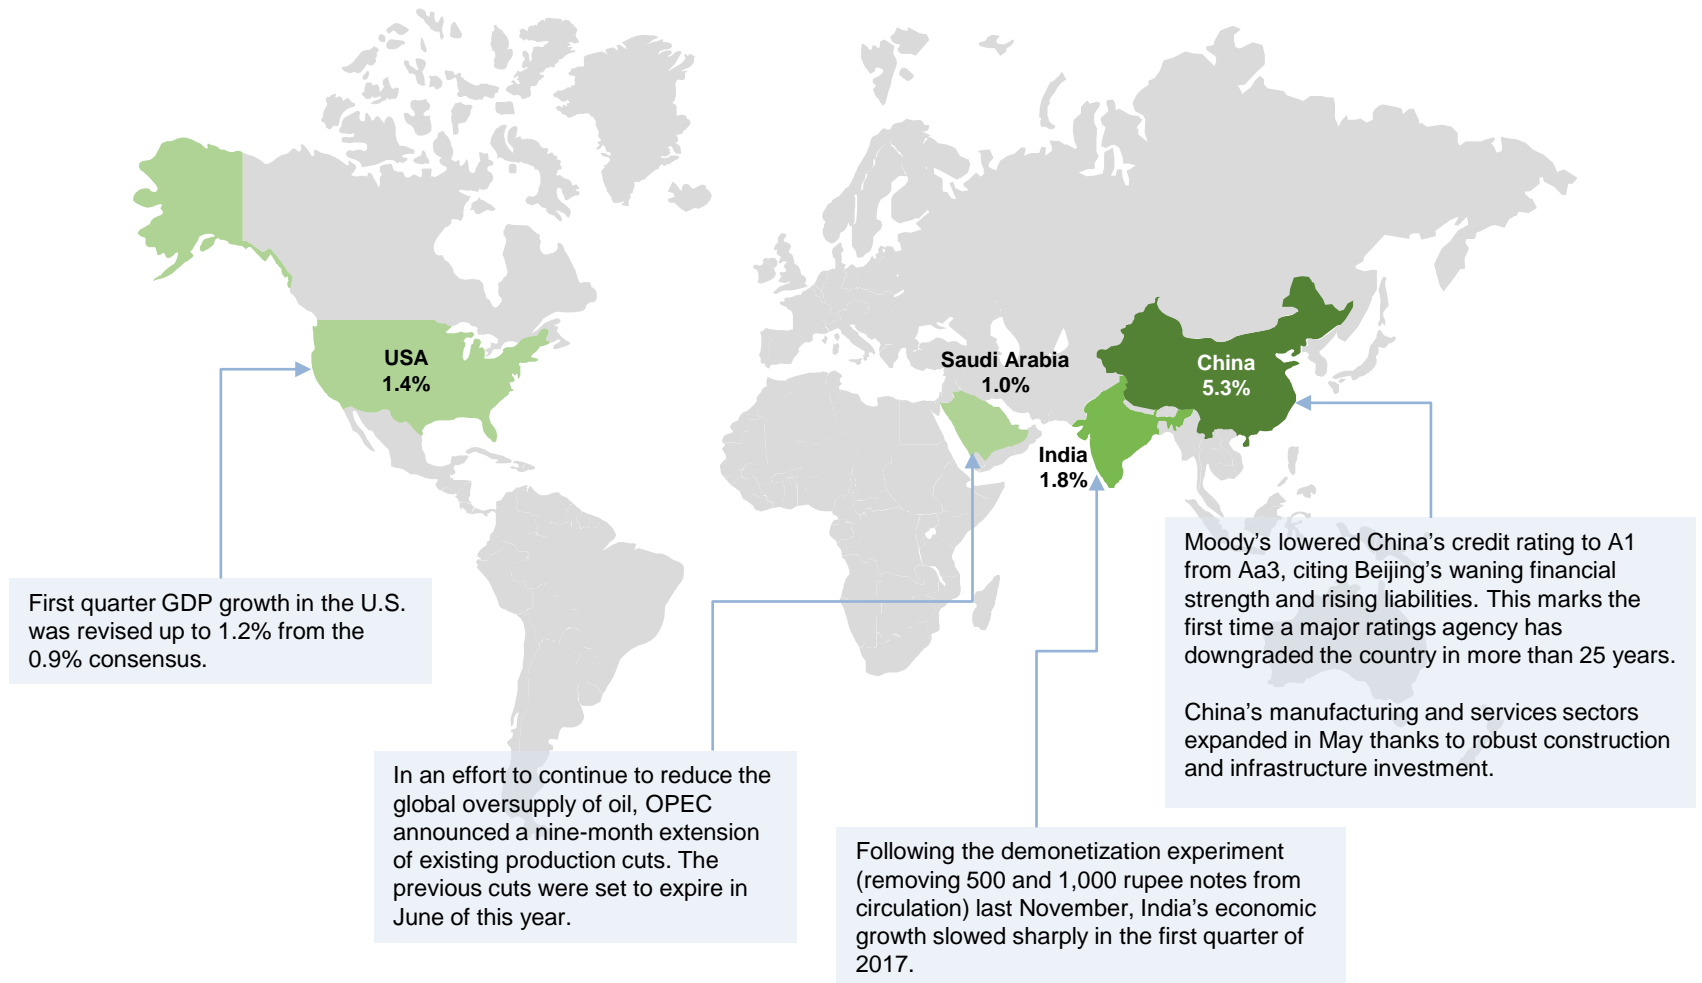 USA
1.4%
Saudi Arabia
1.0%
China
5.3%
India
1.8%
First quarter GDP growth in the U.S.
was revised up to 1.2% from the
0.9% consensus.
In an effort to continue to reduce the
global oversupply of oil, OPEC
announced a nine-month extension
of existing production cuts. The
previous cuts were set to expire in
June of this year.
Following the demonetization experiment
(removing 500 and 1,000 rupee notes from
circulation) last November, India’s economic
growth slowed sharply in the first quarter of
2017.
Moody’s lowered China’s credit rating to A1
from Aa3, citing Beijing’s waning financial
strength and rising liabilities. This marks the
first time a major ratings agency has
downgraded the country in more than 25 years.
China’s manufacturing and services sectors
expanded in May thanks to robust construction
and infrastructure investment.